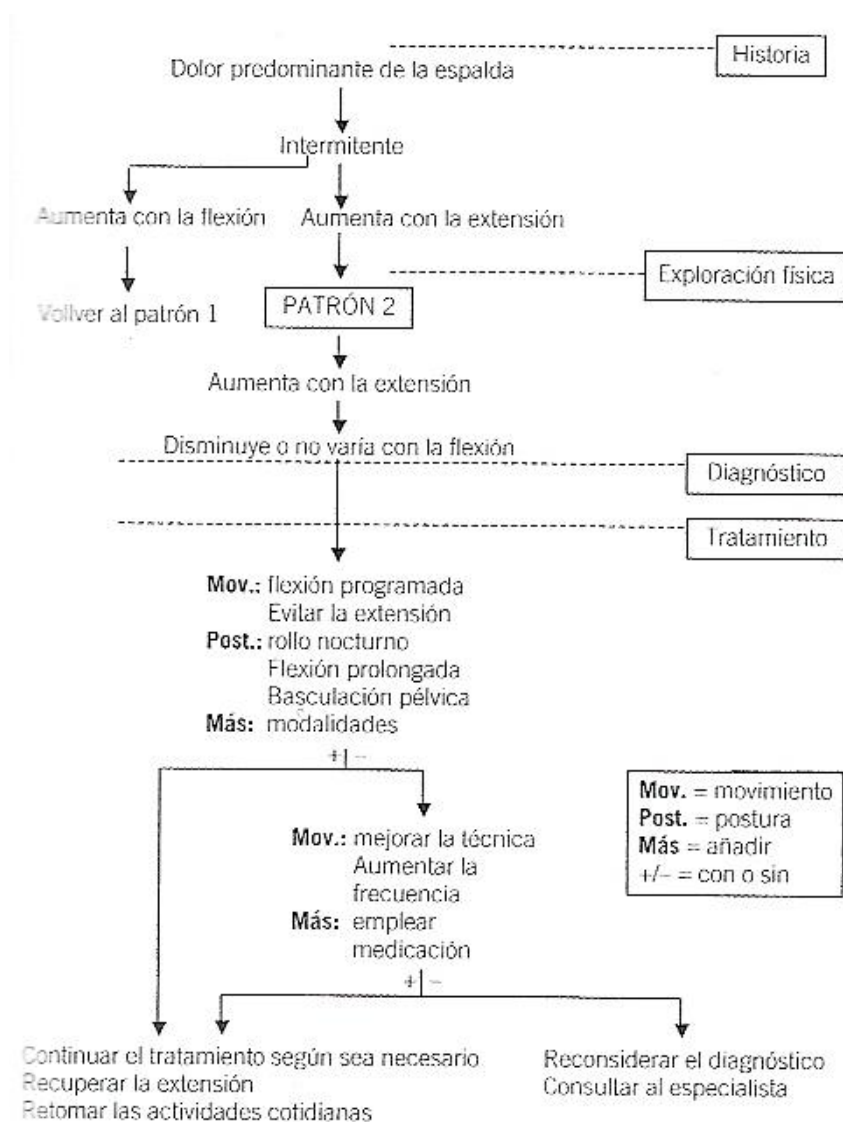 Historia
Dolor predominante de la espalda
Intermitente
Aumenta con la flexión
Aumenta con la extensión
Exploración física
Vollver al patrón 1
PATRÓN 2
Aumenta con la extensión
Disminuye o no varía con la flexión
Diagnóstico
Tratamiento
Mov.: flexión programada
Evitar la extensión
Post.: rollo nocturno
Flexión prolongada
Basculación pélvica
Más: modalidades
+ −
Mov. = movimiento
Post. = postura
Más = añadir
+/− = con o sin
Mov.: mejorar la técnica
Aumentar la
frecuencia
Más: emplear
medicación
+ −
Continuar el tratamiento según sea necesario
Recuperar la extensión
Retomar las actividades cotidianas
Reconsiderar el diagnóstico
Consultar al especialista